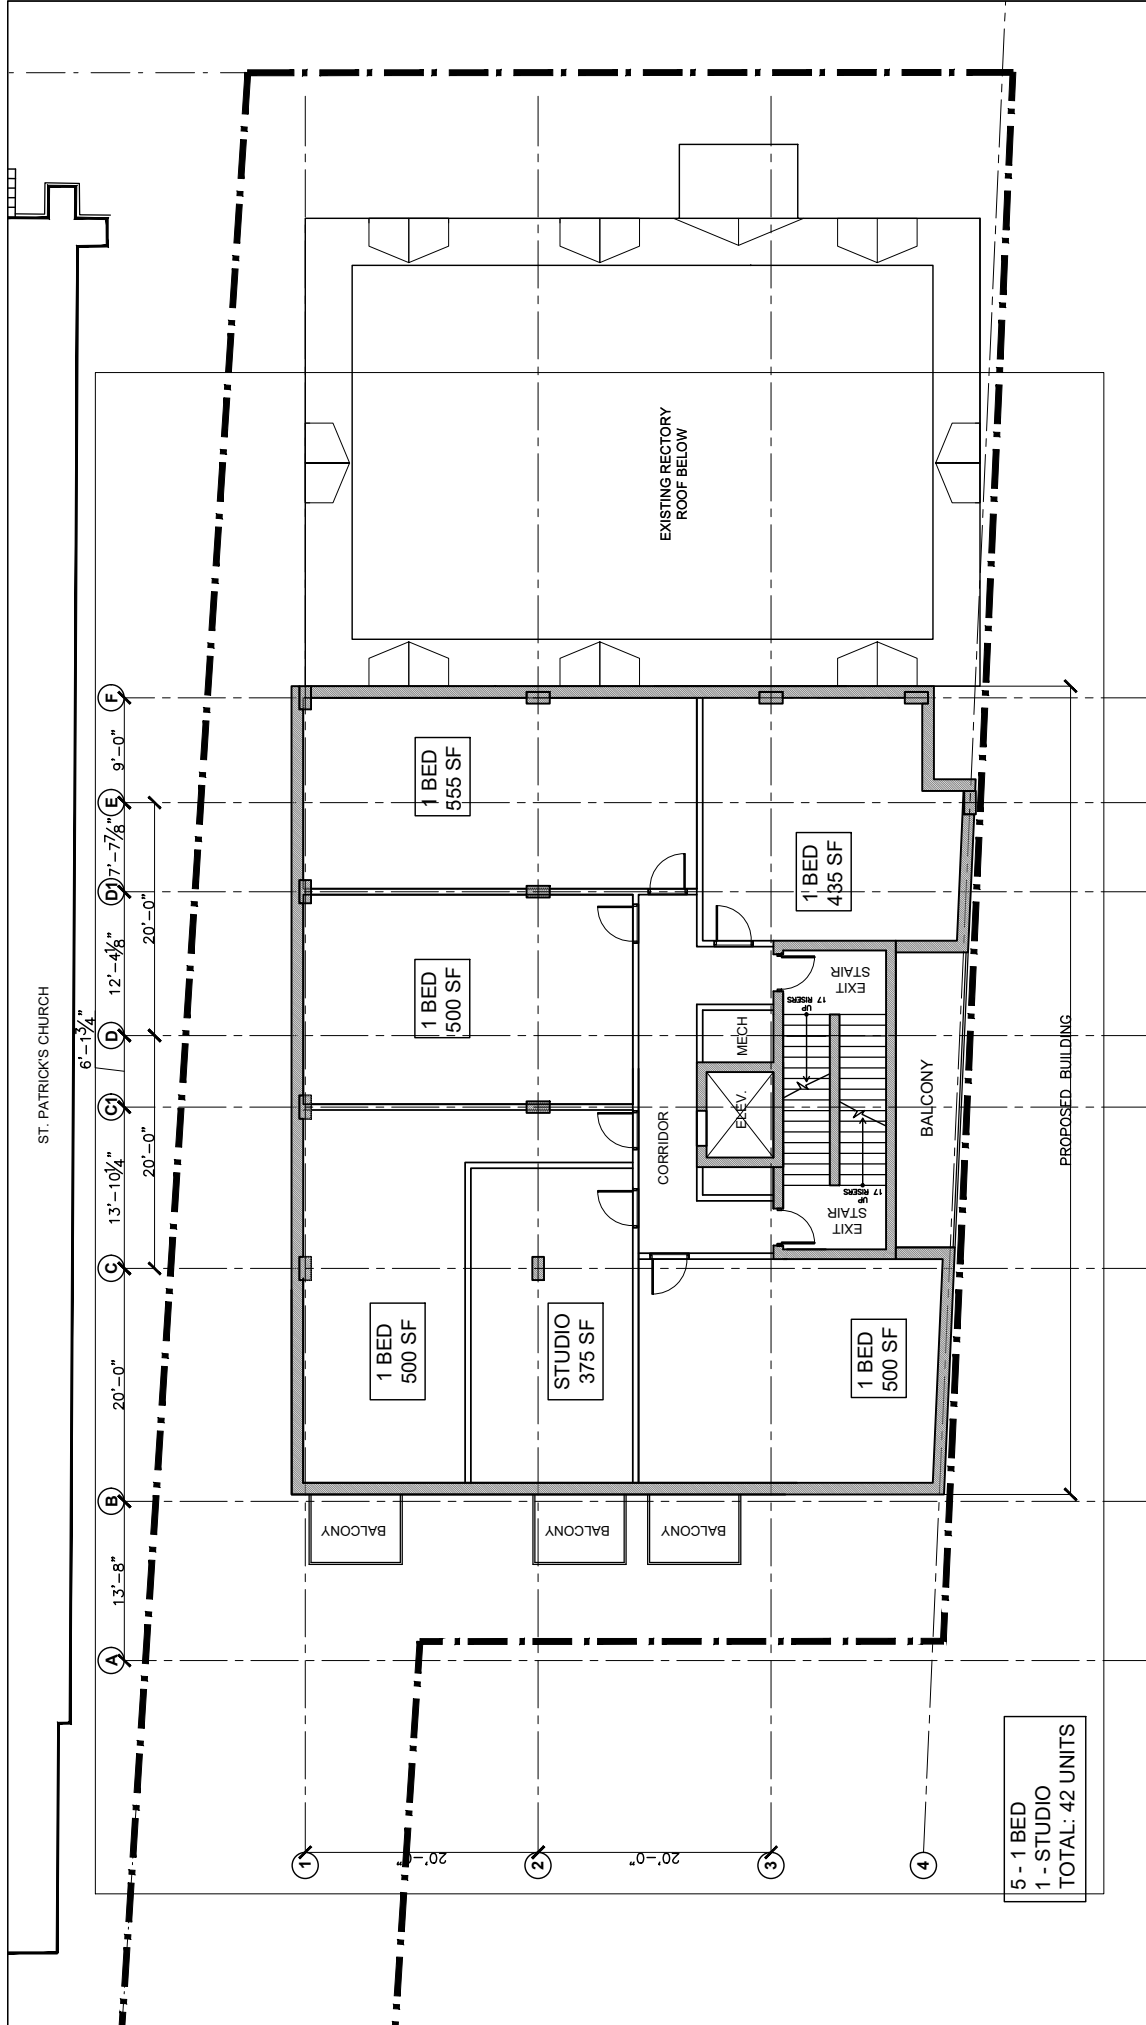 ST. PATRICK'S CHURCH
6'-1¾"
A
B
C
C1
D
D1
E
F
13'-8"
20'-0"
13'-10¼"
12'-4⅛"
7'-7⅞"
9'-0"
20'-0"
20'-0"
EXISTING RECTORY
ROOF BELOW
1 BED
500 SF
1 BED
500 SF
1 BED
555 SF
STUDIO
375 SF
1 BED
500 SF
1 BED
435 SF
CORRIDOR
ELEV.
MECH
EXIT
STAIR
UP
17 RISERS
EXIT
STAIR
UP
17 RISERS
BALCONY
BALCONY
BALCONY
BALCONY
PROPOSED BUILDING
1
2
3
4
20'-0"
20'-0"
5 - 1 BED
1 - STUDIO
TOTAL: 42 UNITS